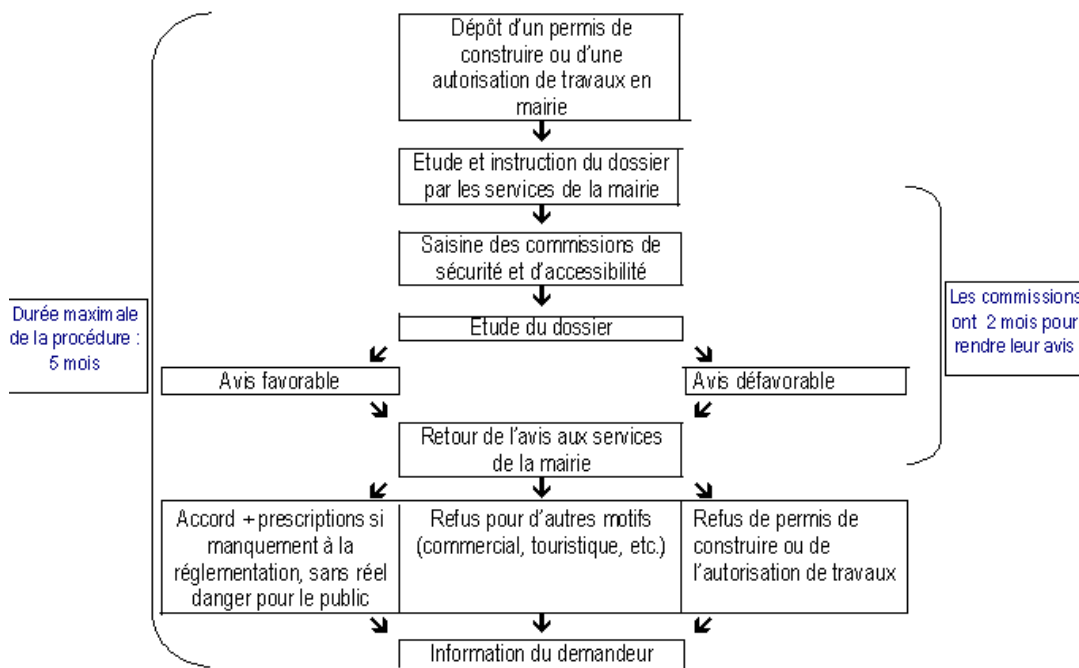 Dépôt d'un permis de
construire ou d'une
autorisation de travaux en
mairie
Etude et instruction du dossier
par les services de la mairie
Saisine des commissions de
sécurité et d'accessibilité
Durée maximale
de la procédure :
5 mois
Les commissions
ont 2 mois pour
rendre leur avis
Etude du dossier
Avis favorable
Avis défavorable
Retour de l'avis aux services
de la mairie
Accord + prescriptions si
manquement à la
réglementation, sans réel
danger pour le public
Refus pour d'autres motifs
(commercial, touristique, etc.)
Refus de permis de
construire ou de
l'autorisation de travaux
Information du demandeur